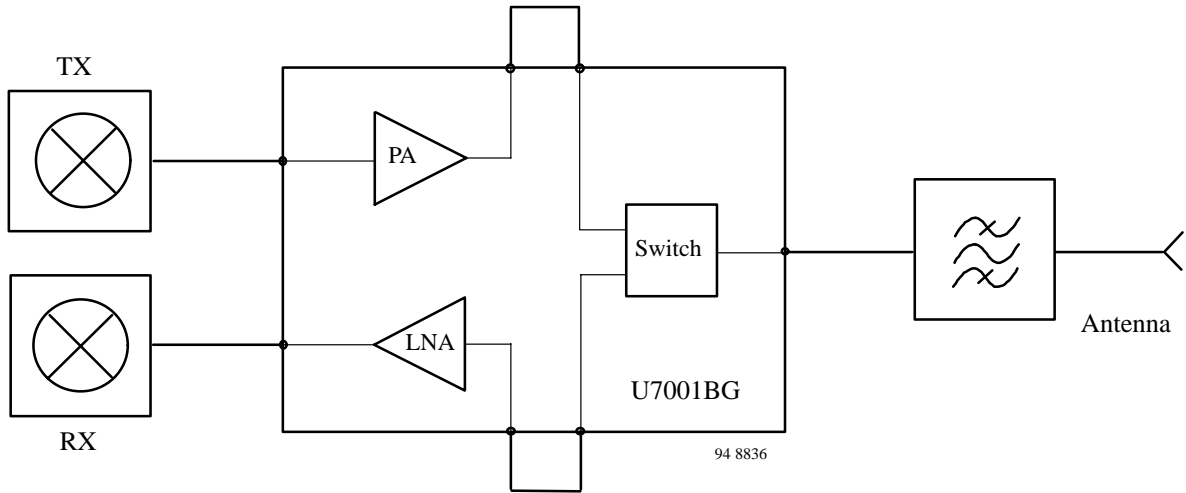 TX
PA
Switch
LNA
Antenna
U7001BG
RX
94 8836